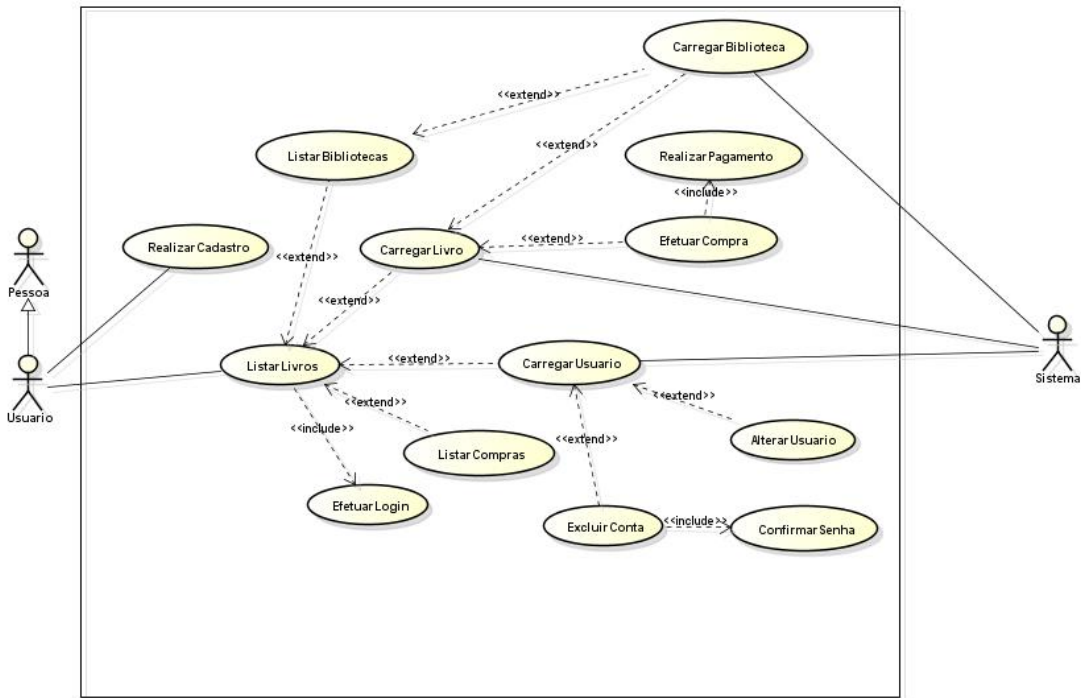 Carregar Biblioteca
<<extend>>
<<extend>>
Listar Bibliotecas
Realizar Pagamento
<<include>>
Realizar Cadastro
Carregar Livro
<<extend>>
Efetuar Compra
<<extend>>
Pessoa
<<extend>>
Listar Livros
<<extend>>
Carregar Usuario
Sistema
Usuario
<<extend>>
<<extend>>
<<include>>
<<extend>>
Alterar Usuario
Listar Compras
Efetuar Login
Excluir Conta
<<include>>
Confirmar Senha